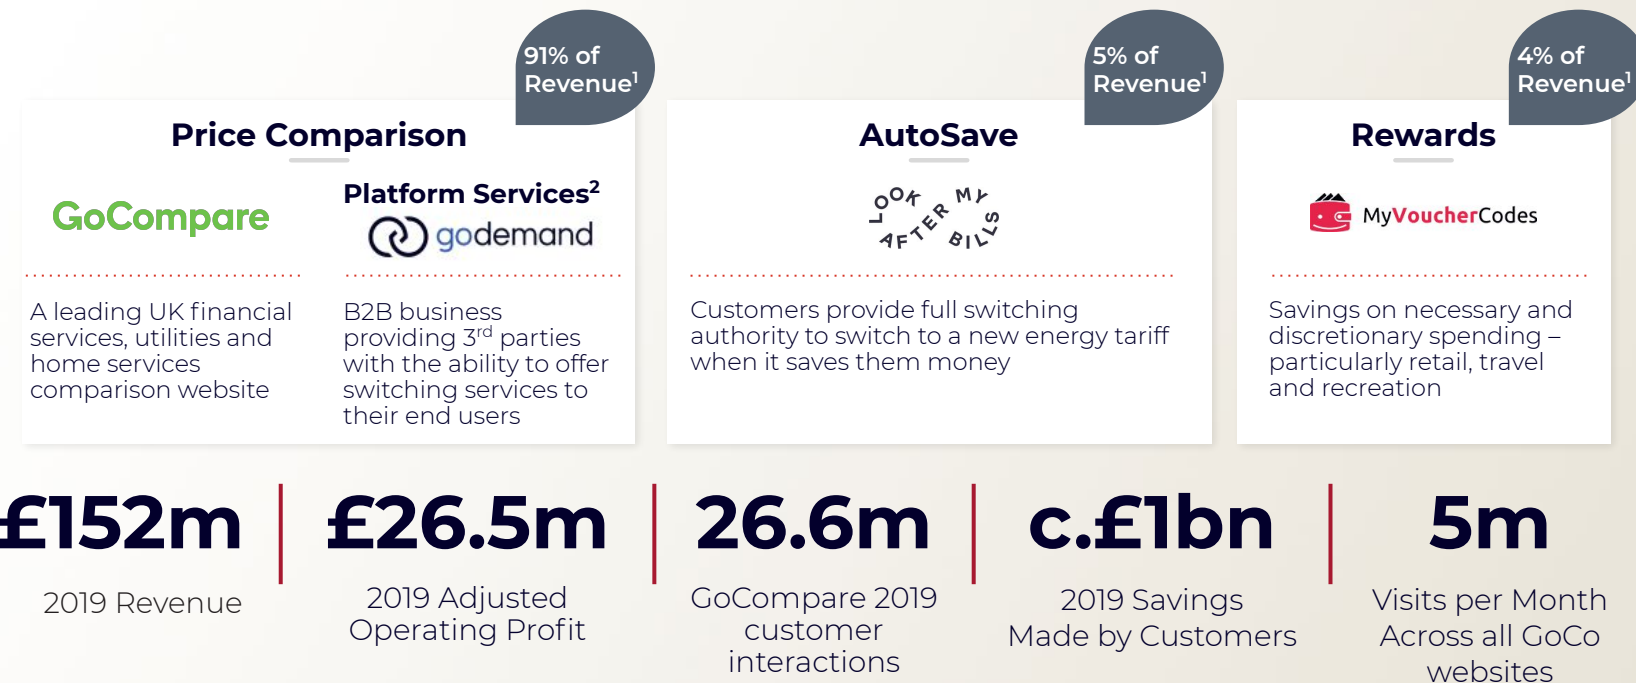 91% of
Revenue¹
5% of
Revenue¹
4% of
Revenue¹
Price Comparison
GoCompare
Platform Services²
godemand
A leading UK financial
services, utilities and
home services
comparison website
B2B business
providing 3rd parties
with the ability to offer
switching services to
their end users
AutoSave
LOOK
AFTER
MY
BILLS
Customers provide full switching
authority to switch to a new energy tariff
when it saves them money
Rewards
MyVoucherCodes
Savings on necessary and
discretionary spending –
particularly retail, travel
and recreation
£152m
2019 Revenue
£26.5m
2019 Adjusted
Operating Profit
26.6m
GoCompare 2019
customer
interactions
c.£1bn
2019 Savings
Made by Customers
5m
Visits per Month
Across all GoCo
websites